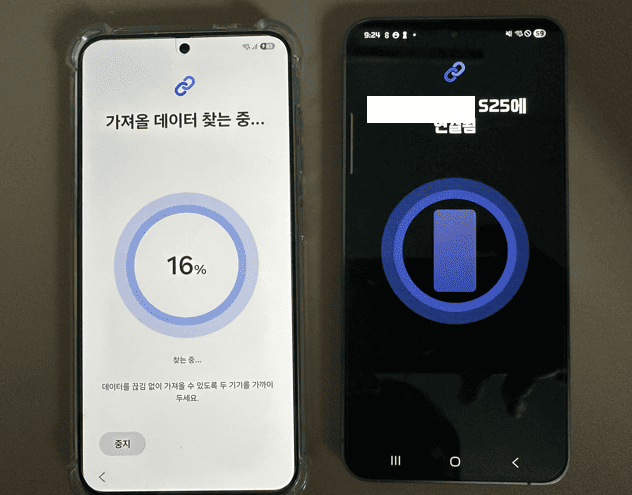 가져올 데이터 찾는 중...
16%
찾는 중...
데이터를 끊김 없이 가져올 수 있도록 두 기기를 가까이
두세요.
중지
9:24
59
S25에
연결됨